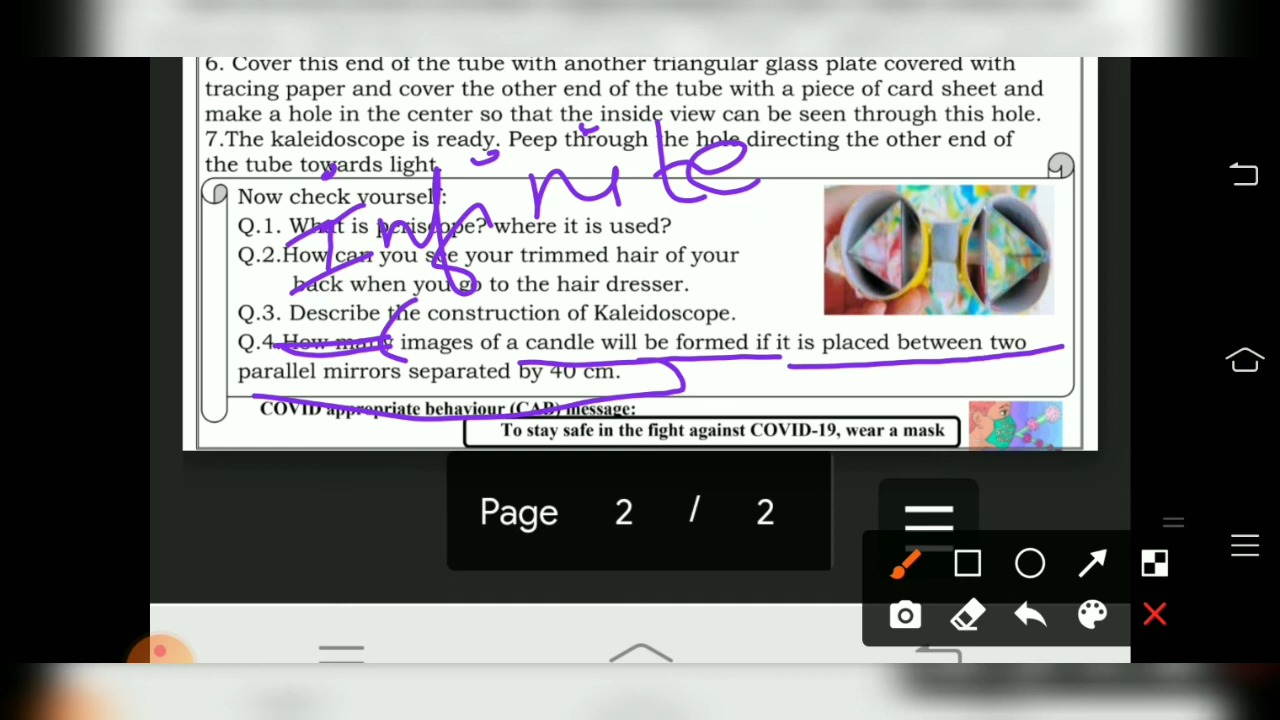 6. Cover this end of the tube with another triangular glass plate covered with
tracing paper and cover the other end of the tube with a piece of card sheet and
make a hole in the center so that the inside view can be seen through this hole.
7.The kaleidoscope is ready. Peep through the hole directing the other end of
the tube towards light.
Now check yourself:
Q.1. What is periscope? where it is used?
Q.2.How can you see your trimmed hair of your
back when you go to the hair dresser.
Q.3. Describe the construction of Kaleidoscope.
Q.4.How many images of a candle will be formed if it is placed between two
parallel mirrors separated by 40 cm.
Infinite
COVID appropriate behaviour (CAB) message:
To stay safe in the fight against COVID-19, wear a mask
Page 2 / 2